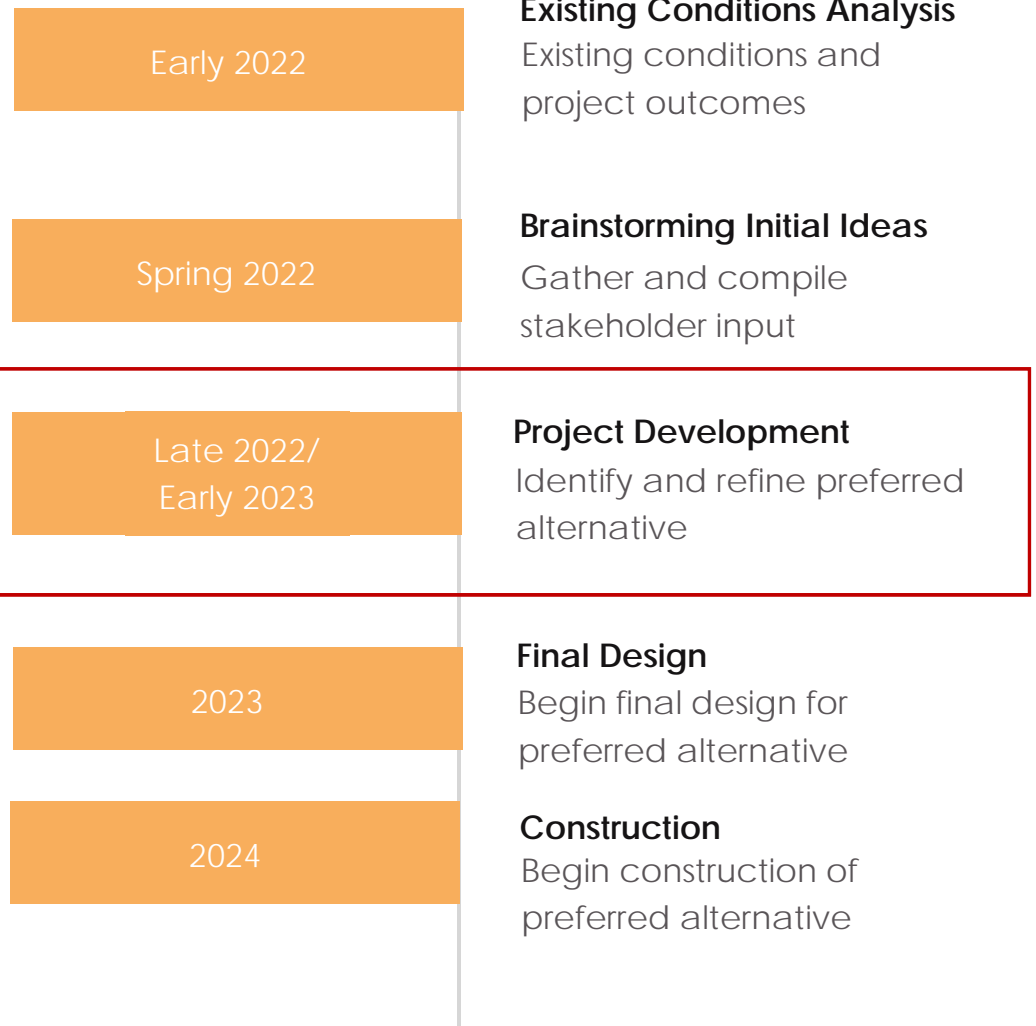 Existing Conditions Analysis
Early 2022
Existing conditions and
project outcomes
Brainstorming Initial Ideas
Spring 2022
Gather and compile
stakeholder input
Project Development
Late 2022/
Early 2023
Identify and refine preferred
alternative
Final Design
2023
Begin final design for
preferred alternative
Construction
2024
Begin construction of
preferred alternative